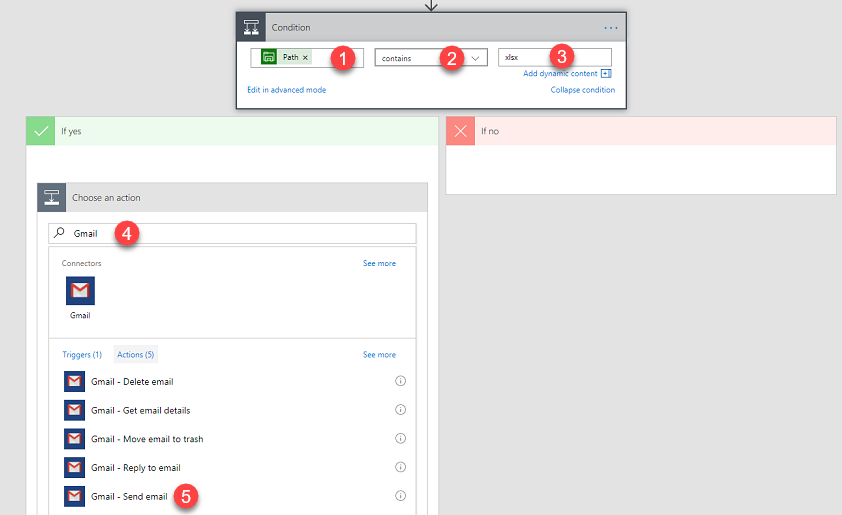 Condition ...
Path × 1 contains 2 xlsx 3
Add dynamic content
Edit in advanced mode Collapse condition
If yes If no
Choose an action
Gmail 4
Connectors See more
Gmail
Triggers (1) Actions (5) See more
Gmail - Delete email
Gmail - Get email details
Gmail - Move email to trash
Gmail - Reply to email
Gmail - Send email 5